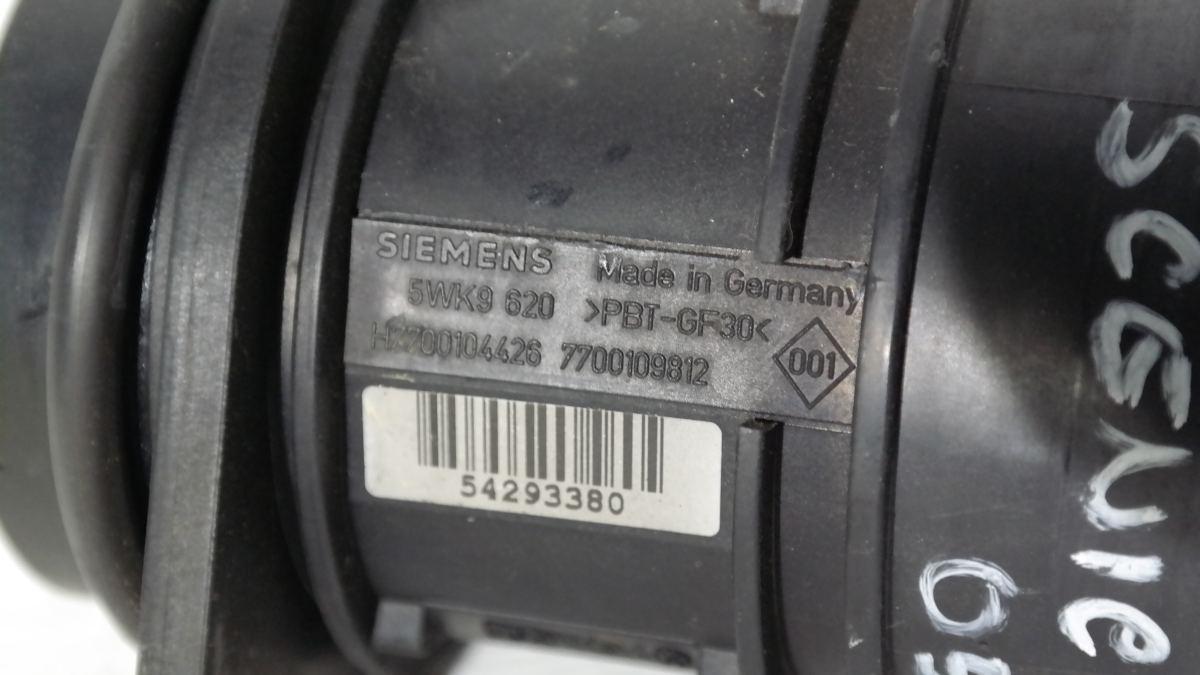 SIEMENS Made in Germany
5WK9 620 >PBT-GF30<
H7700104426 7700109812
001
54293380
SCENIC